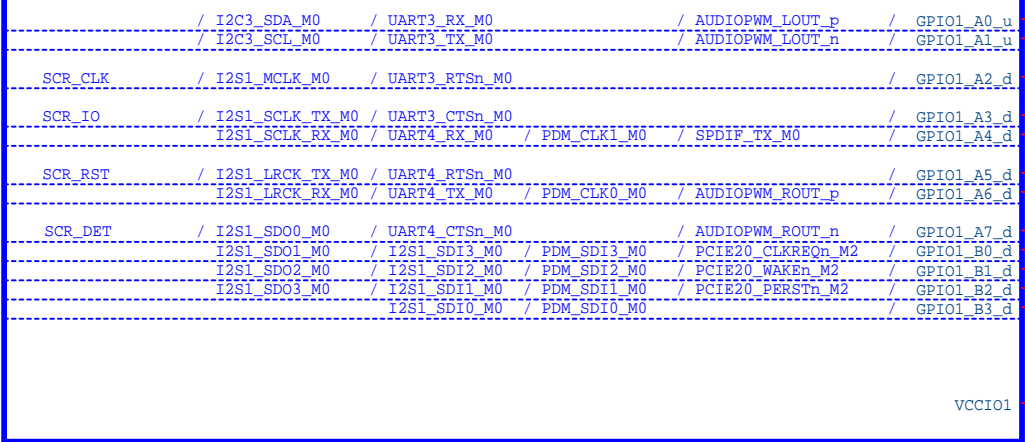 / I2C3_SDA_M0 / UART3_RX_M0 / AUDIOPWM_LOUT_p / GPIO1_A0_u
/ I2C3_SCL_M0 / UART3_TX_M0 / AUDIOPWM_LOUT_n / GPIO1_A1_u
SCR_CLK / I2S1_MCLK_M0 / UART3_RTSn_M0 / GPIO1_A2_d
SCR_IO / I2S1_SCLK_TX_M0 / UART3_CTSn_M0 / GPIO1_A3_d
I2S1_SCLK_RX_M0 / UART4_RX_M0 / PDM_CLK1_M0 / SPDIF_TX_M0 / GPIO1_A4_d
SCR_RST / I2S1_LRCK_TX_M0 / UART4_RTSn_M0 / GPIO1_A5_d
I2S1_LRCK_RX_M0 / UART4_TX_M0 / PDM_CLK0_M0 / AUDIOPWM_ROUT_p / GPIO1_A6_d
SCR_DET / I2S1_SDO0_M0 / UART4_CTSn_M0 / AUDIOPWM_ROUT_n / GPIO1_A7_d
I2S1_SDO1_M0 / I2S1_SDI3_M0 / PDM_SDI3_M0 / PCIE20_CLKREQn_M2 / GPIO1_B0_d
I2S1_SDO2_M0 / I2S1_SDI2_M0 / PDM_SDI2_M0 / PCIE20_WAKEn_M2 / GPIO1_B1_d
I2S1_SDO3_M0 / I2S1_SDI1_M0 / PDM_SDI1_M0 / PCIE20_PERSTn_M2 / GPIO1_B2_d
I2S1_SDI0_M0 / PDM_SDI0_M0 / GPIO1_B3_d
VCCIO1